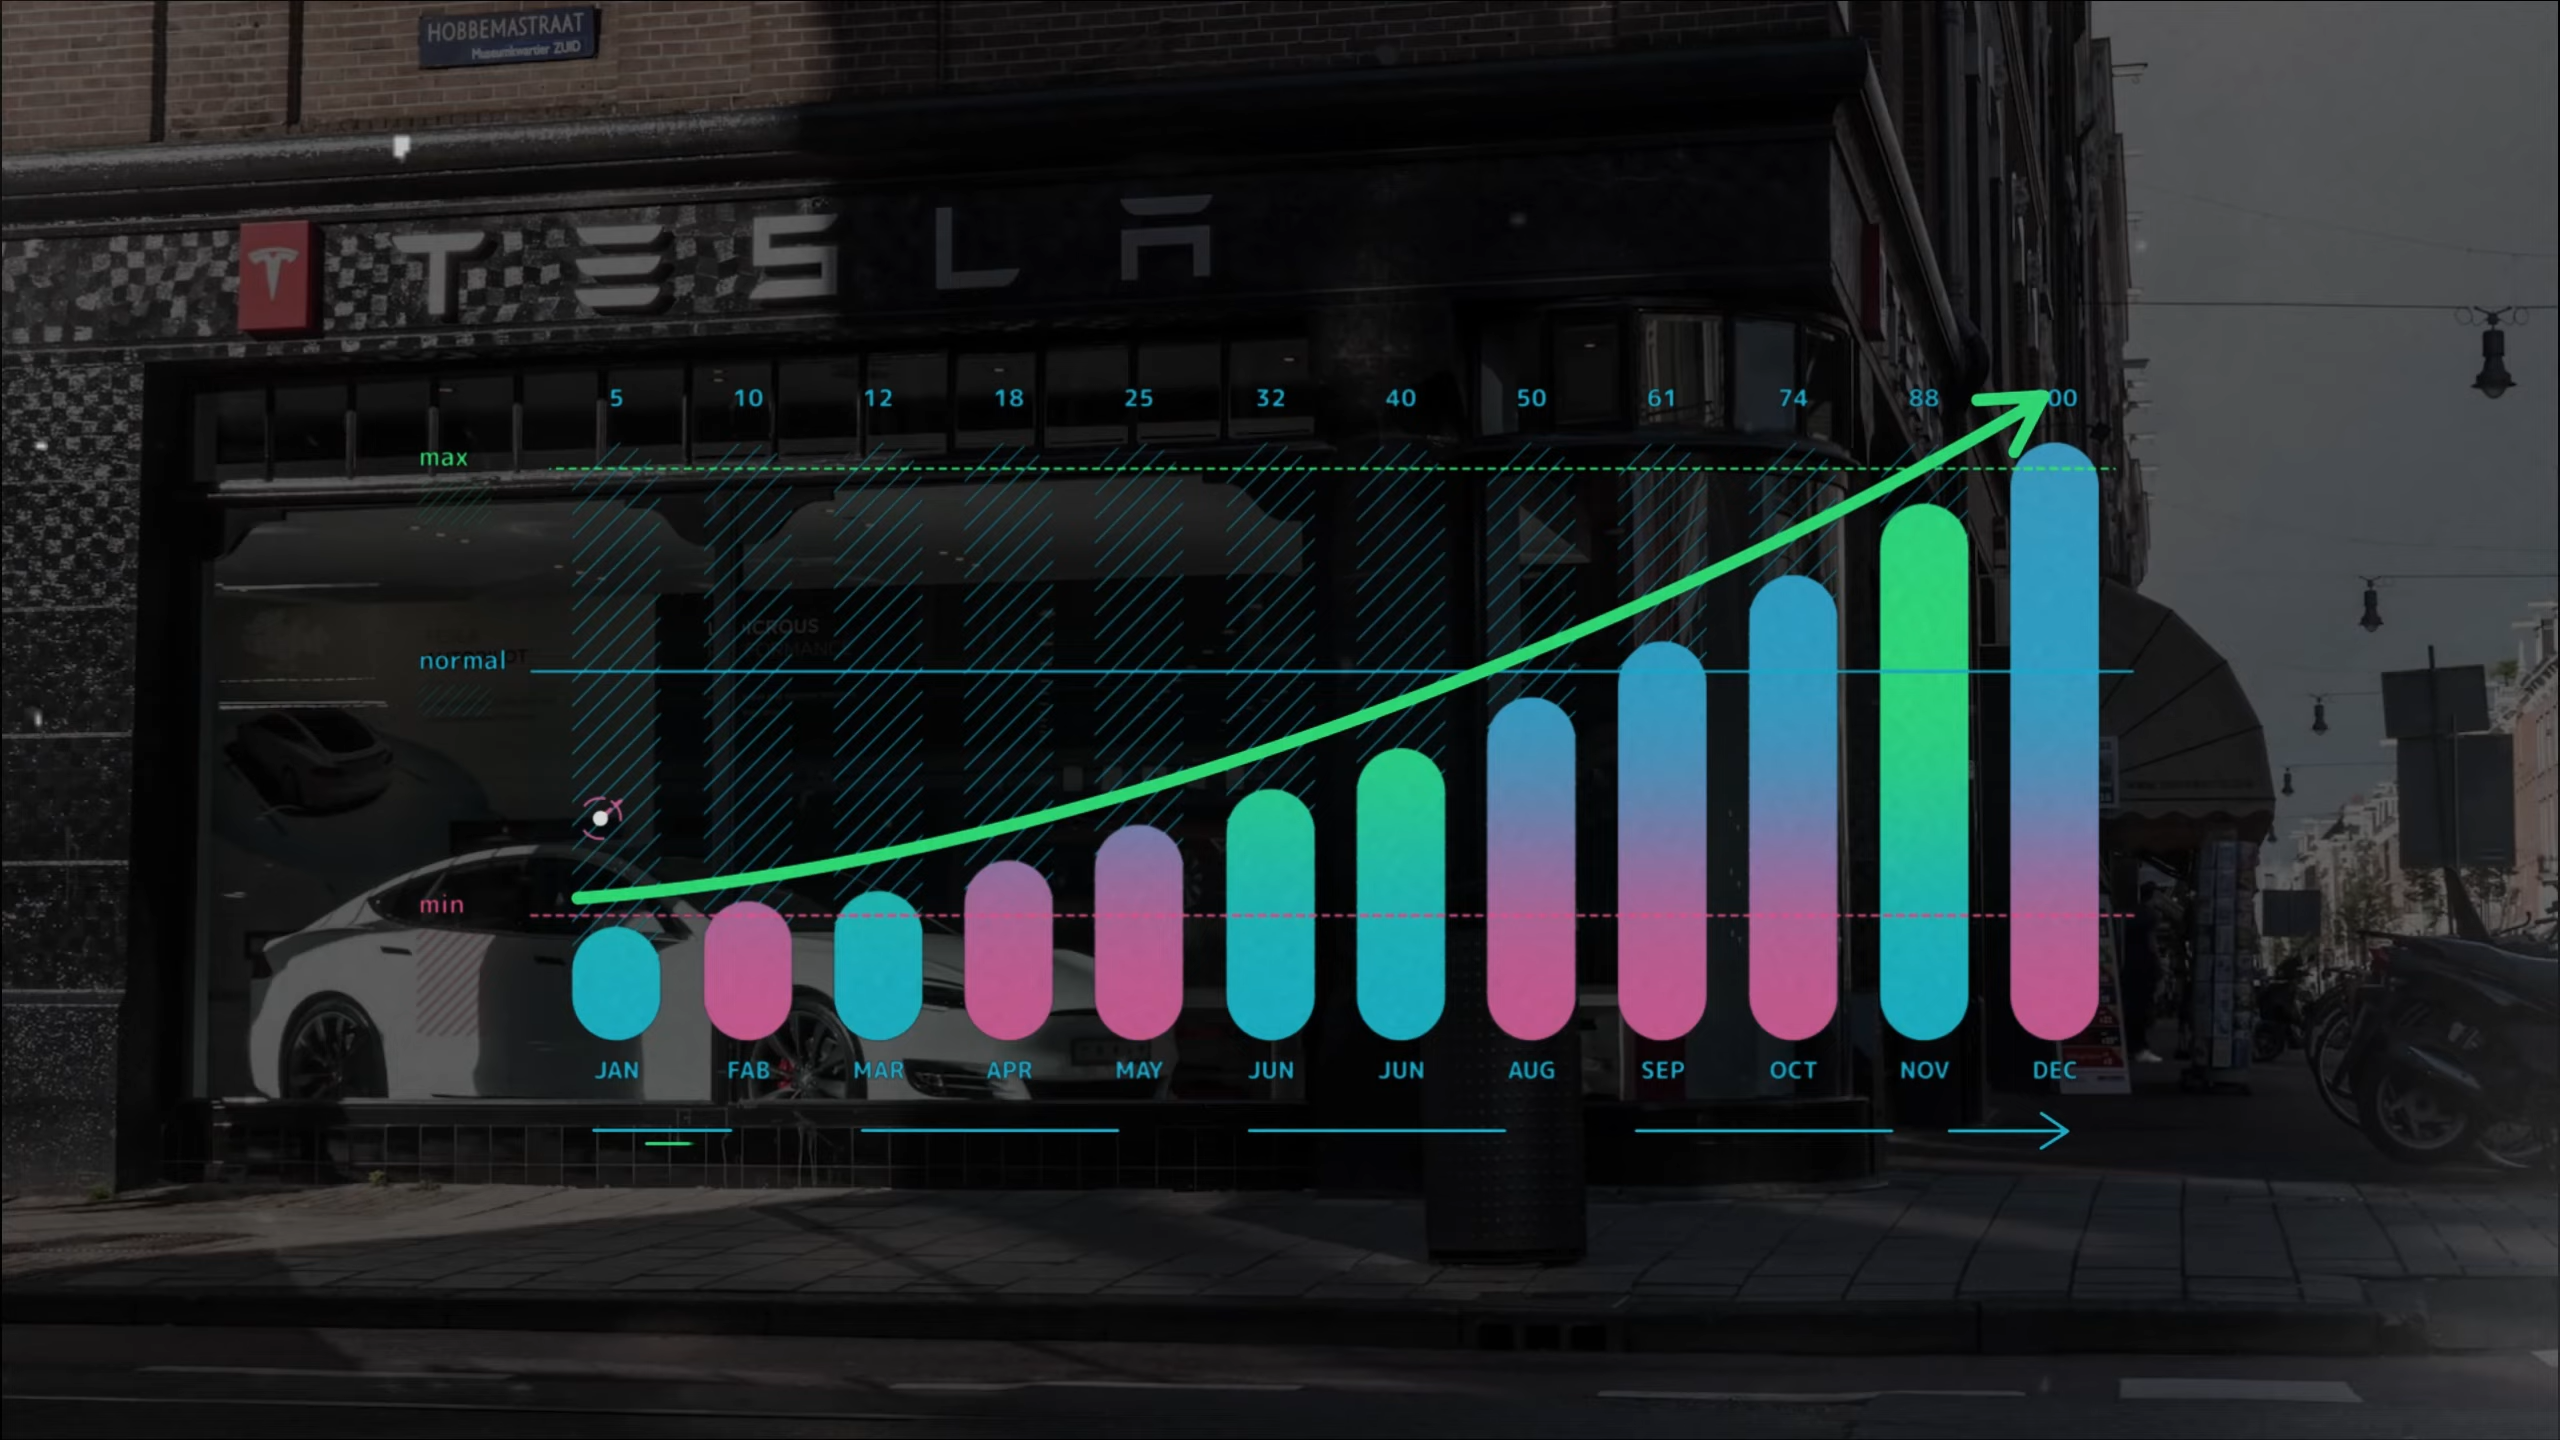 HOBBEMASTRAAT
Museumkwartier ZUID
TESLA
5 10 12 18 25 32 40 50 61 74 88 00
max
normal
min
JAN FAB MAR APR MAY JUN JUN AUG SEP OCT NOV DEC